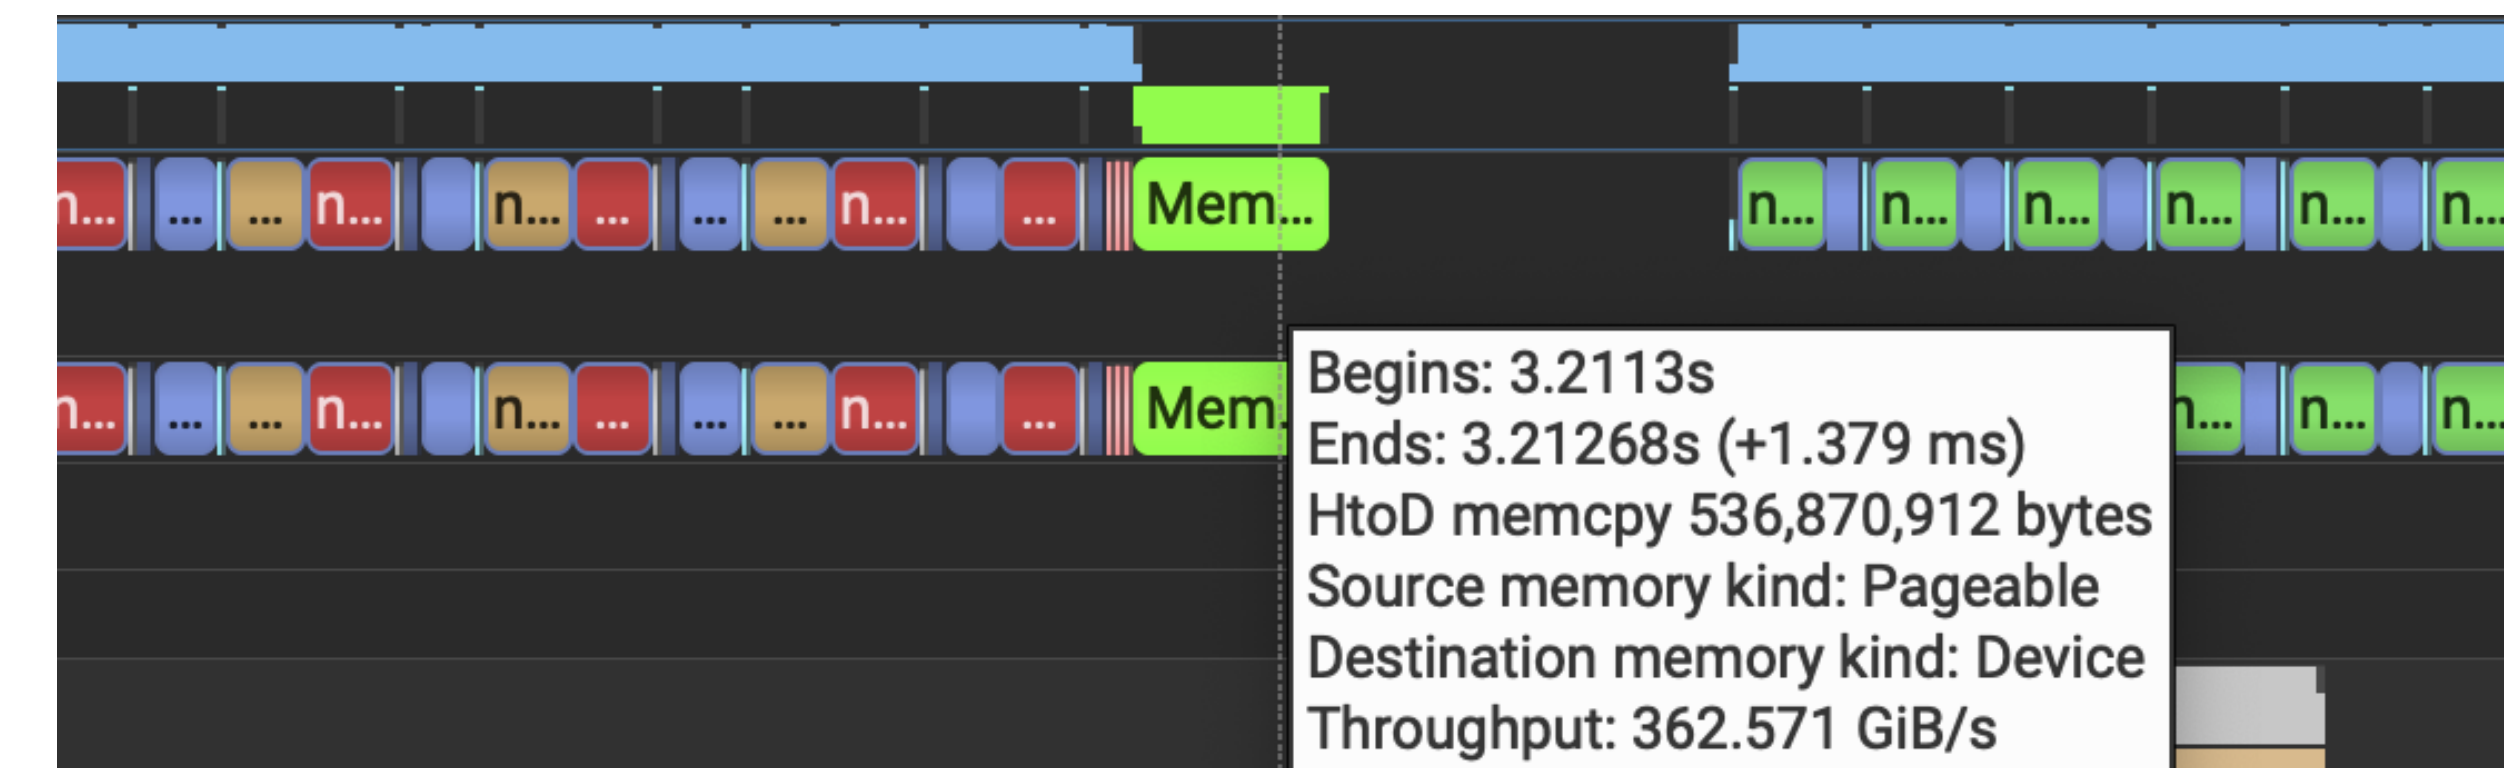 n... ... ... n... ... n... ... ... ... n... ... Mem... n... n... n... n... n... n...
n... ... ... n... n... ... ... ... n... ... Mem. n... n... n...
Begins: 3.2113s
Ends: 3.21268s (+1.379 ms)
HtoD memcpy 536,870,912 bytes
Source memory kind: Pageable
Destination memory kind: Device
Throughput: 362.571 GiB/s